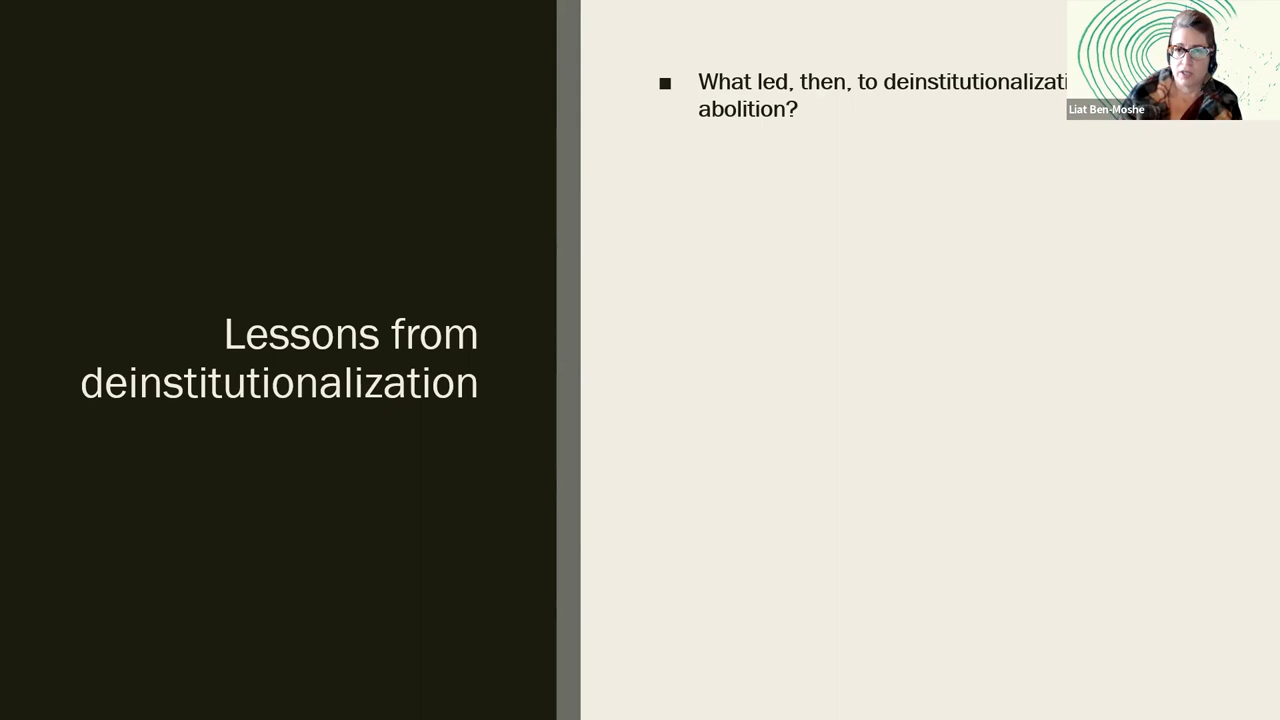 Lessons from
deinstitutionalization
■ What led, then, to deinstitutionalizati
abolition?
Liat Ben-Moshe